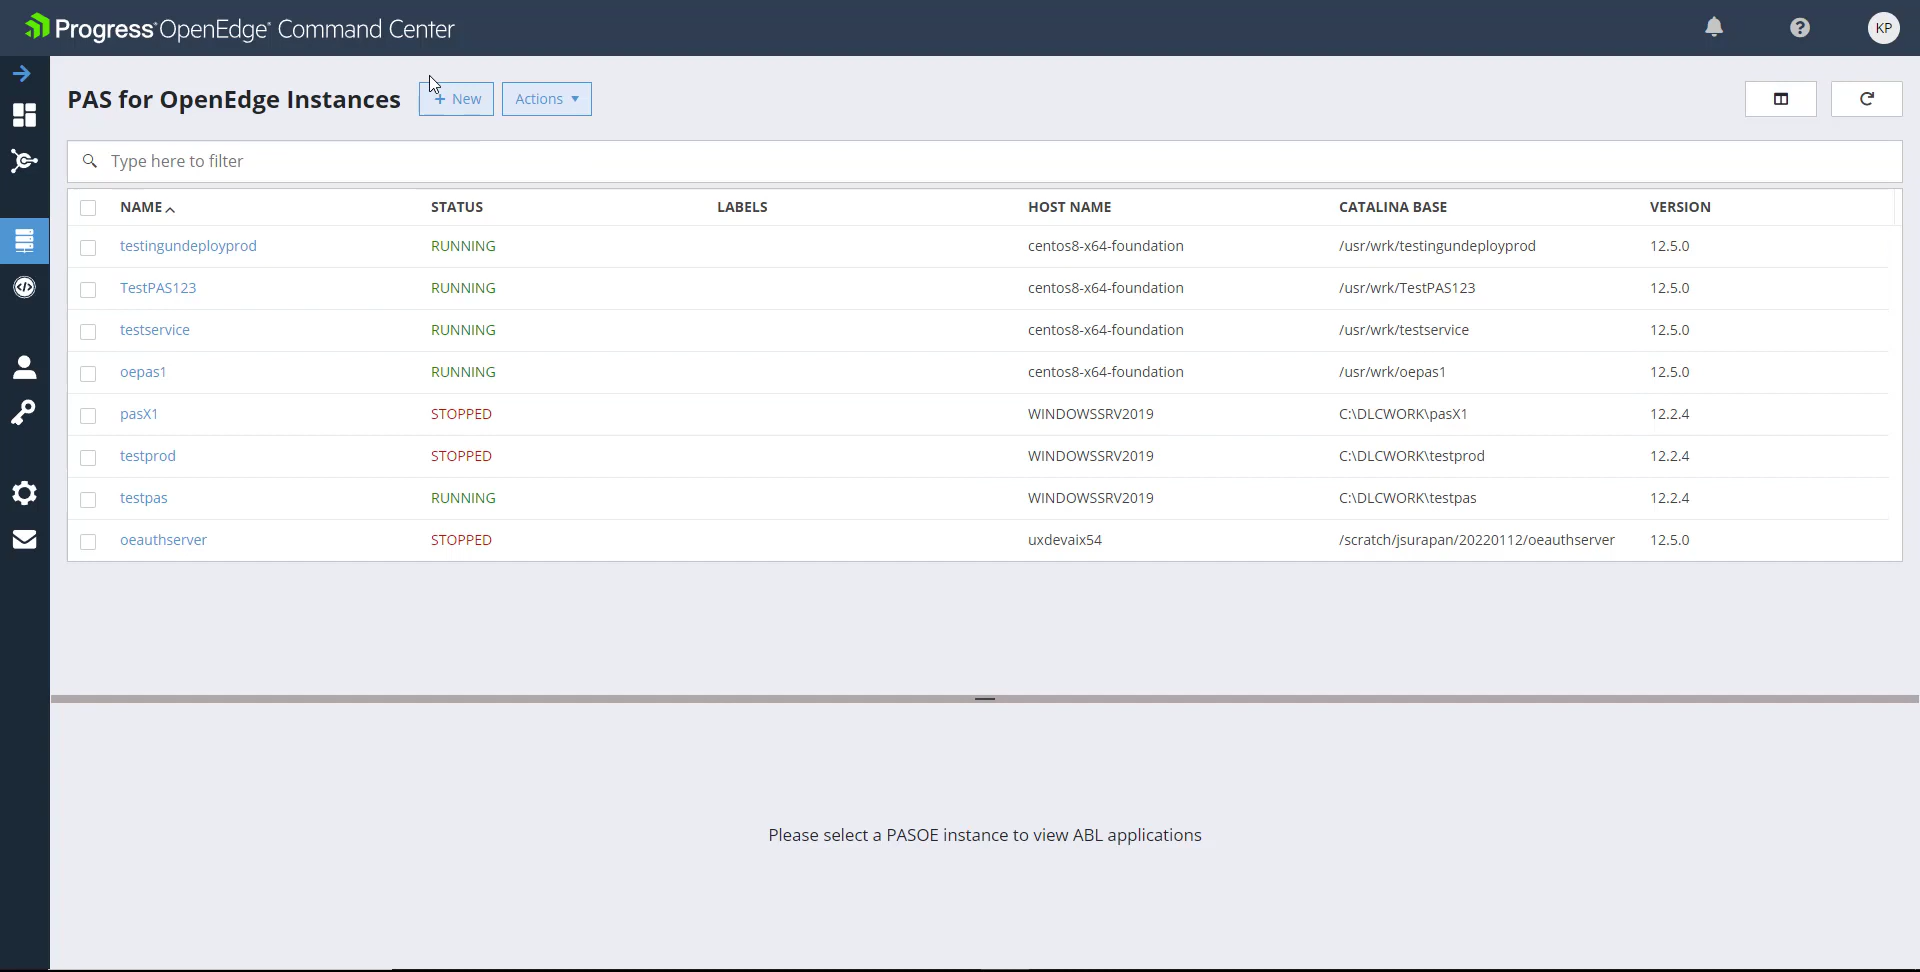 Progress OpenEdge Command Center
KP
PAS for OpenEdge Instances + New Actions
Type here to filter
NAME STATUS LABELS HOST NAME CATALINA BASE VERSION
testingundeployprod RUNNING centos8-x64-foundation /usr/wrk/testingundeployprod 12.5.0
TestPAS123 RUNNING centos8-x64-foundation /usr/wrk/TestPAS123 12.5.0
testservice RUNNING centos8-x64-foundation /usr/wrk/testservice 12.5.0
oepas1 RUNNING centos8-x64-foundation /usr/wrk/oepas1 12.5.0
pasX1 STOPPED WINDOWSSRV2019 C:\DLCWORK\pasX1 12.2.4
testprod STOPPED WINDOWSSRV2019 C:\DLCWORK\testprod 12.2.4
testpas RUNNING WINDOWSSRV2019 C:\DLCWORK\testpas 12.2.4
oeauthserver STOPPED uxdevaix54 /scratch/jsurapan/20220112/oeauthserver 12.5.0
Please select a PASOE instance to view ABL applications